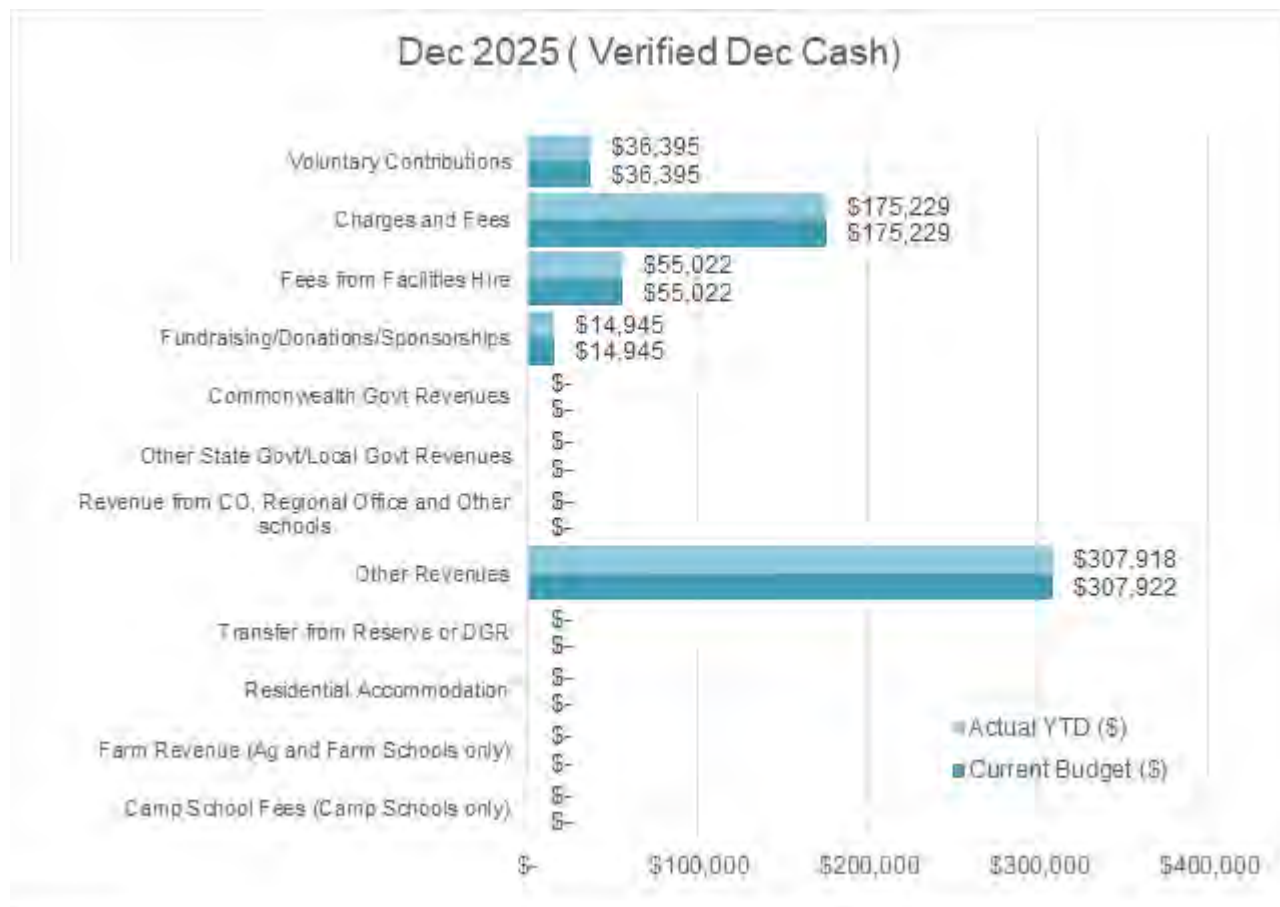 Dec 2025 ( Verified Dec Cash)
Voluntary Contributions
$36,395
$36,395
Charges and Fees
$175,229
$175,229
Fees from Facilities Hire
$55,022
$55,022
Fundraising/Donations/Sponsorships
$14,945
$14,945
Commonwealth Govt Revenues
$-
$-
Other State Govt/Local Govt Revenues
$-
$-
Revenue from CO, Regional Office and Other
schools
$-
$-
Other Revenues
$307,918
$307,922
Transfer from Reserve or DGR
$-
$-
Residential Accommodation
$-
$-
Farm Revenue (Ag and Farm Schools only)
$-
$-
Camp School Fees (Camp Schools only)
$-
$-
Actual YTD ($)
Current Budget ($)
$- $100,000 $200,000 $300,000 $400,000